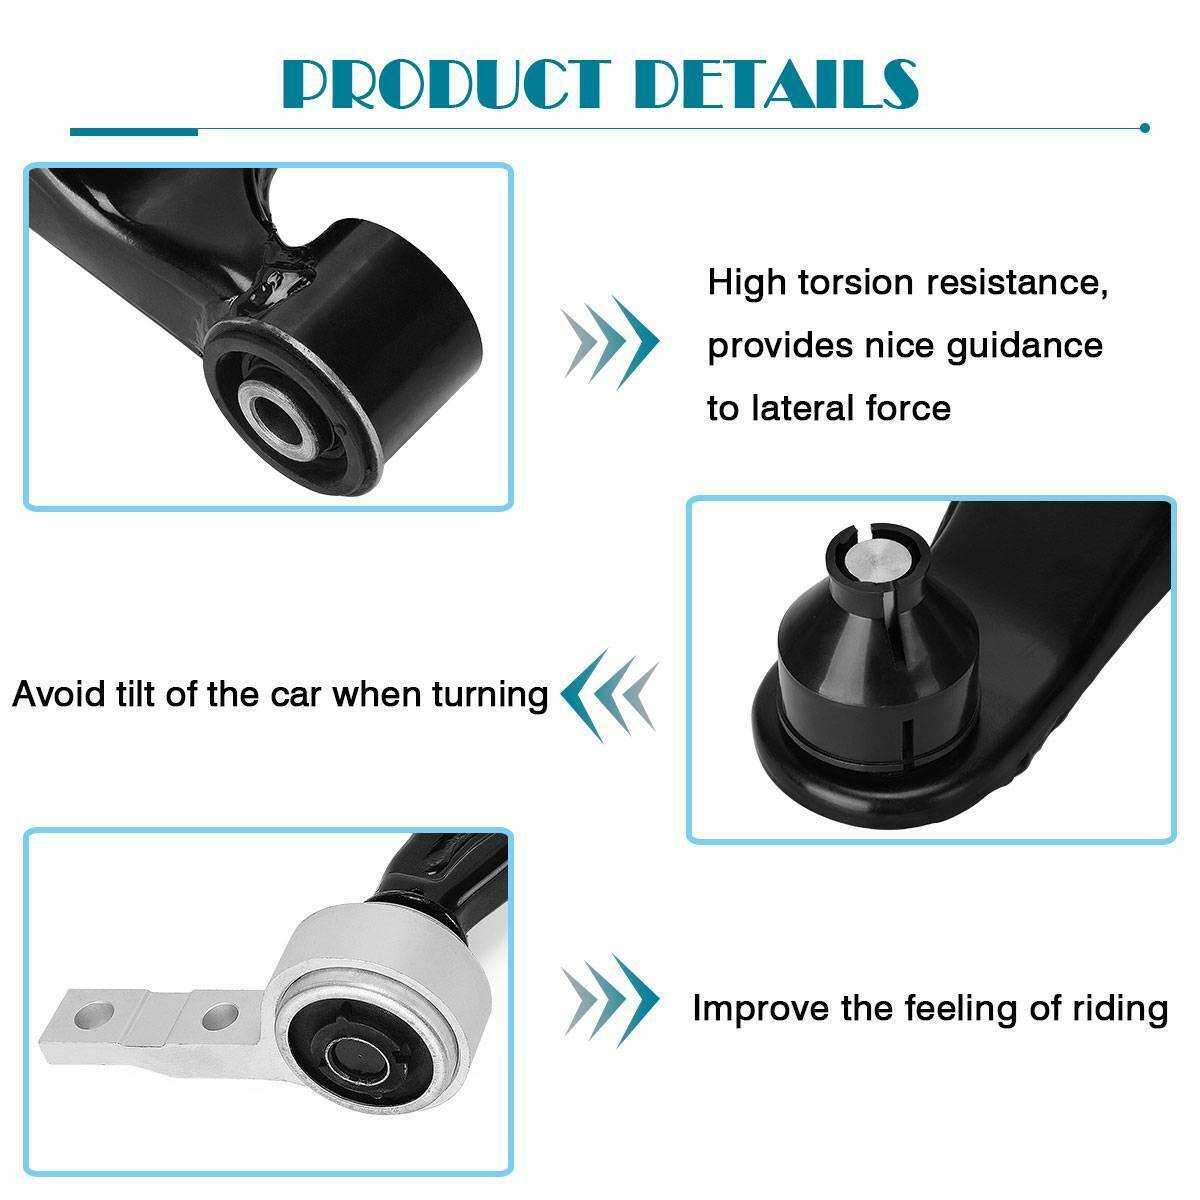 PRODUCT DETAILS
High torsion resistance,
provides nice guidance
to lateral force
Avoid tilt of the car when turning
Improve the feeling of riding